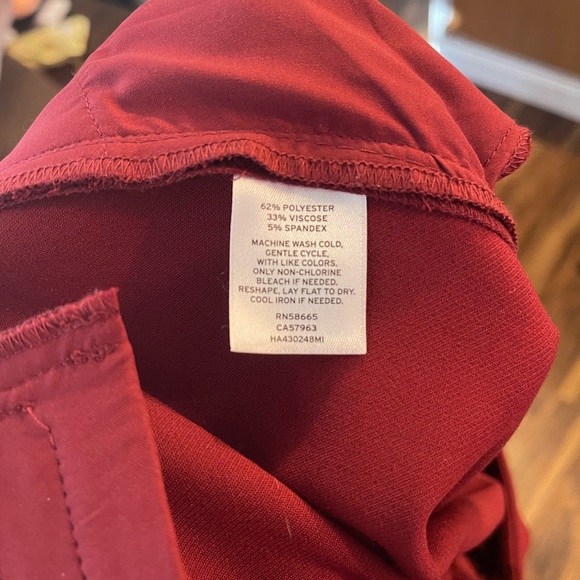 62% POLYESTER
33% VISCOSE
5% SPANDEX
MACHINE WASH COLD,
GENTLE CYCLE,
WITH LIKE COLORS.
ONLY NON-CHLORINE
BLEACH IF NEEDED.
RESHAPE, LAY FLAT TO DRY.
COOL IRON IF NEEDED.
RN58665
CA57963
HA430248MI